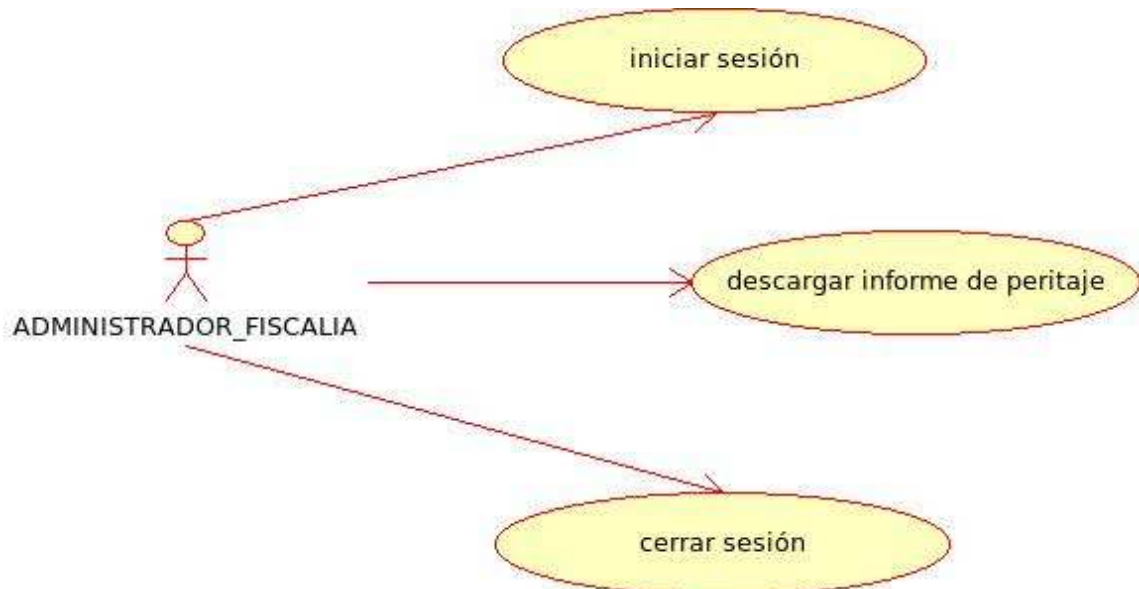 iniciar sesión
descargar informe de peritaje
ADMINISTRADOR_FISCALIA
cerrar sesión